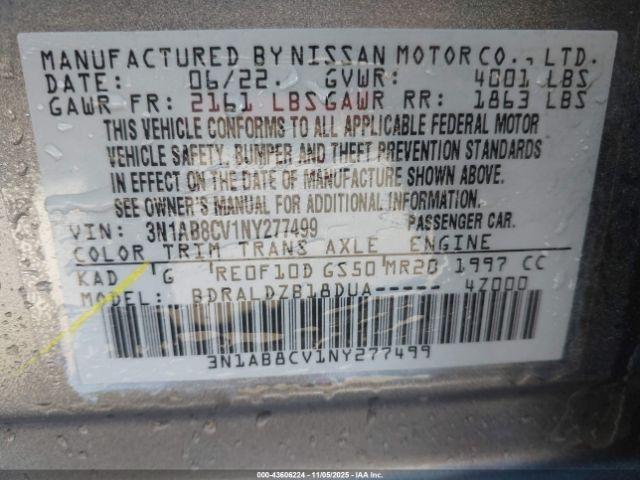 MANUFACTURED BY NISSAN MOTOR CO., LTD.
DATE: 06/22. GVWR: 4001 LBS
GAWR FR: 2161 LBS GAWR RR: 1863 LBS
THIS VEHICLE CONFORMS TO ALL APPLICABLE FEDERAL MOTOR
VEHICLE SAFETY, BUMPER AND THEFT PREVENTION STANDARDS
IN EFFECT ON THE DATE OF MANUFACTURE SHOWN ABOVE.
SEE OWNER'S MANUAL FOR ADDITIONAL INFORMATION.
VIN: 3N1AB8CV1NY277499 PASSENGER CAR.
COLOR TRIM TRANS AXLE ENGINE
KAD G RE0F10D GS50 MR20 1997 CC
MODEL: BDRALDZB18DUA----- 4Z000
3N1AB8CV1NY277499
000-43606224 - 11/05/2025 - IAA